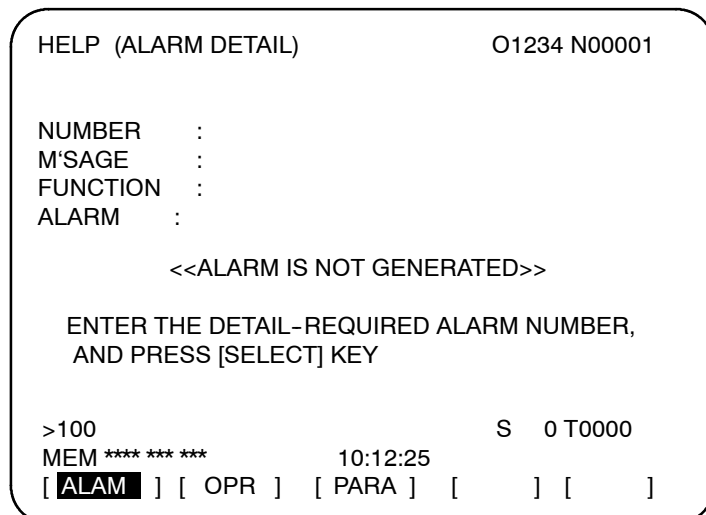 HELP (ALARM DETAIL) O1234 N00001
NUMBER :
M‘SAGE :
FUNCTION :
ALARM :
<<ALARM IS NOT GENERATED>>
ENTER THE DETAIL-REQUIRED ALARM NUMBER,
AND PRESS [SELECT] KEY
>100 S 0 T0000
MEM **** *** *** 10:12:25
[ ALAM ] [ OPR ] [ PARA ] [ ] [ ]